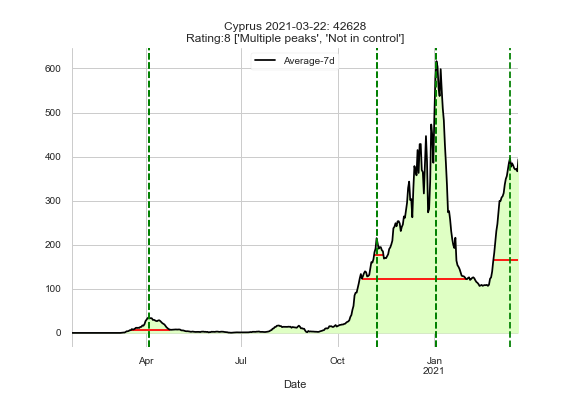 Cyprus 2021-03-22: 42628
Rating:8 ['Multiple peaks', 'Not in control']
Average-7d
600
500
400
300
200
100
0
Apr
Jul
Oct
Jan
2021
Date